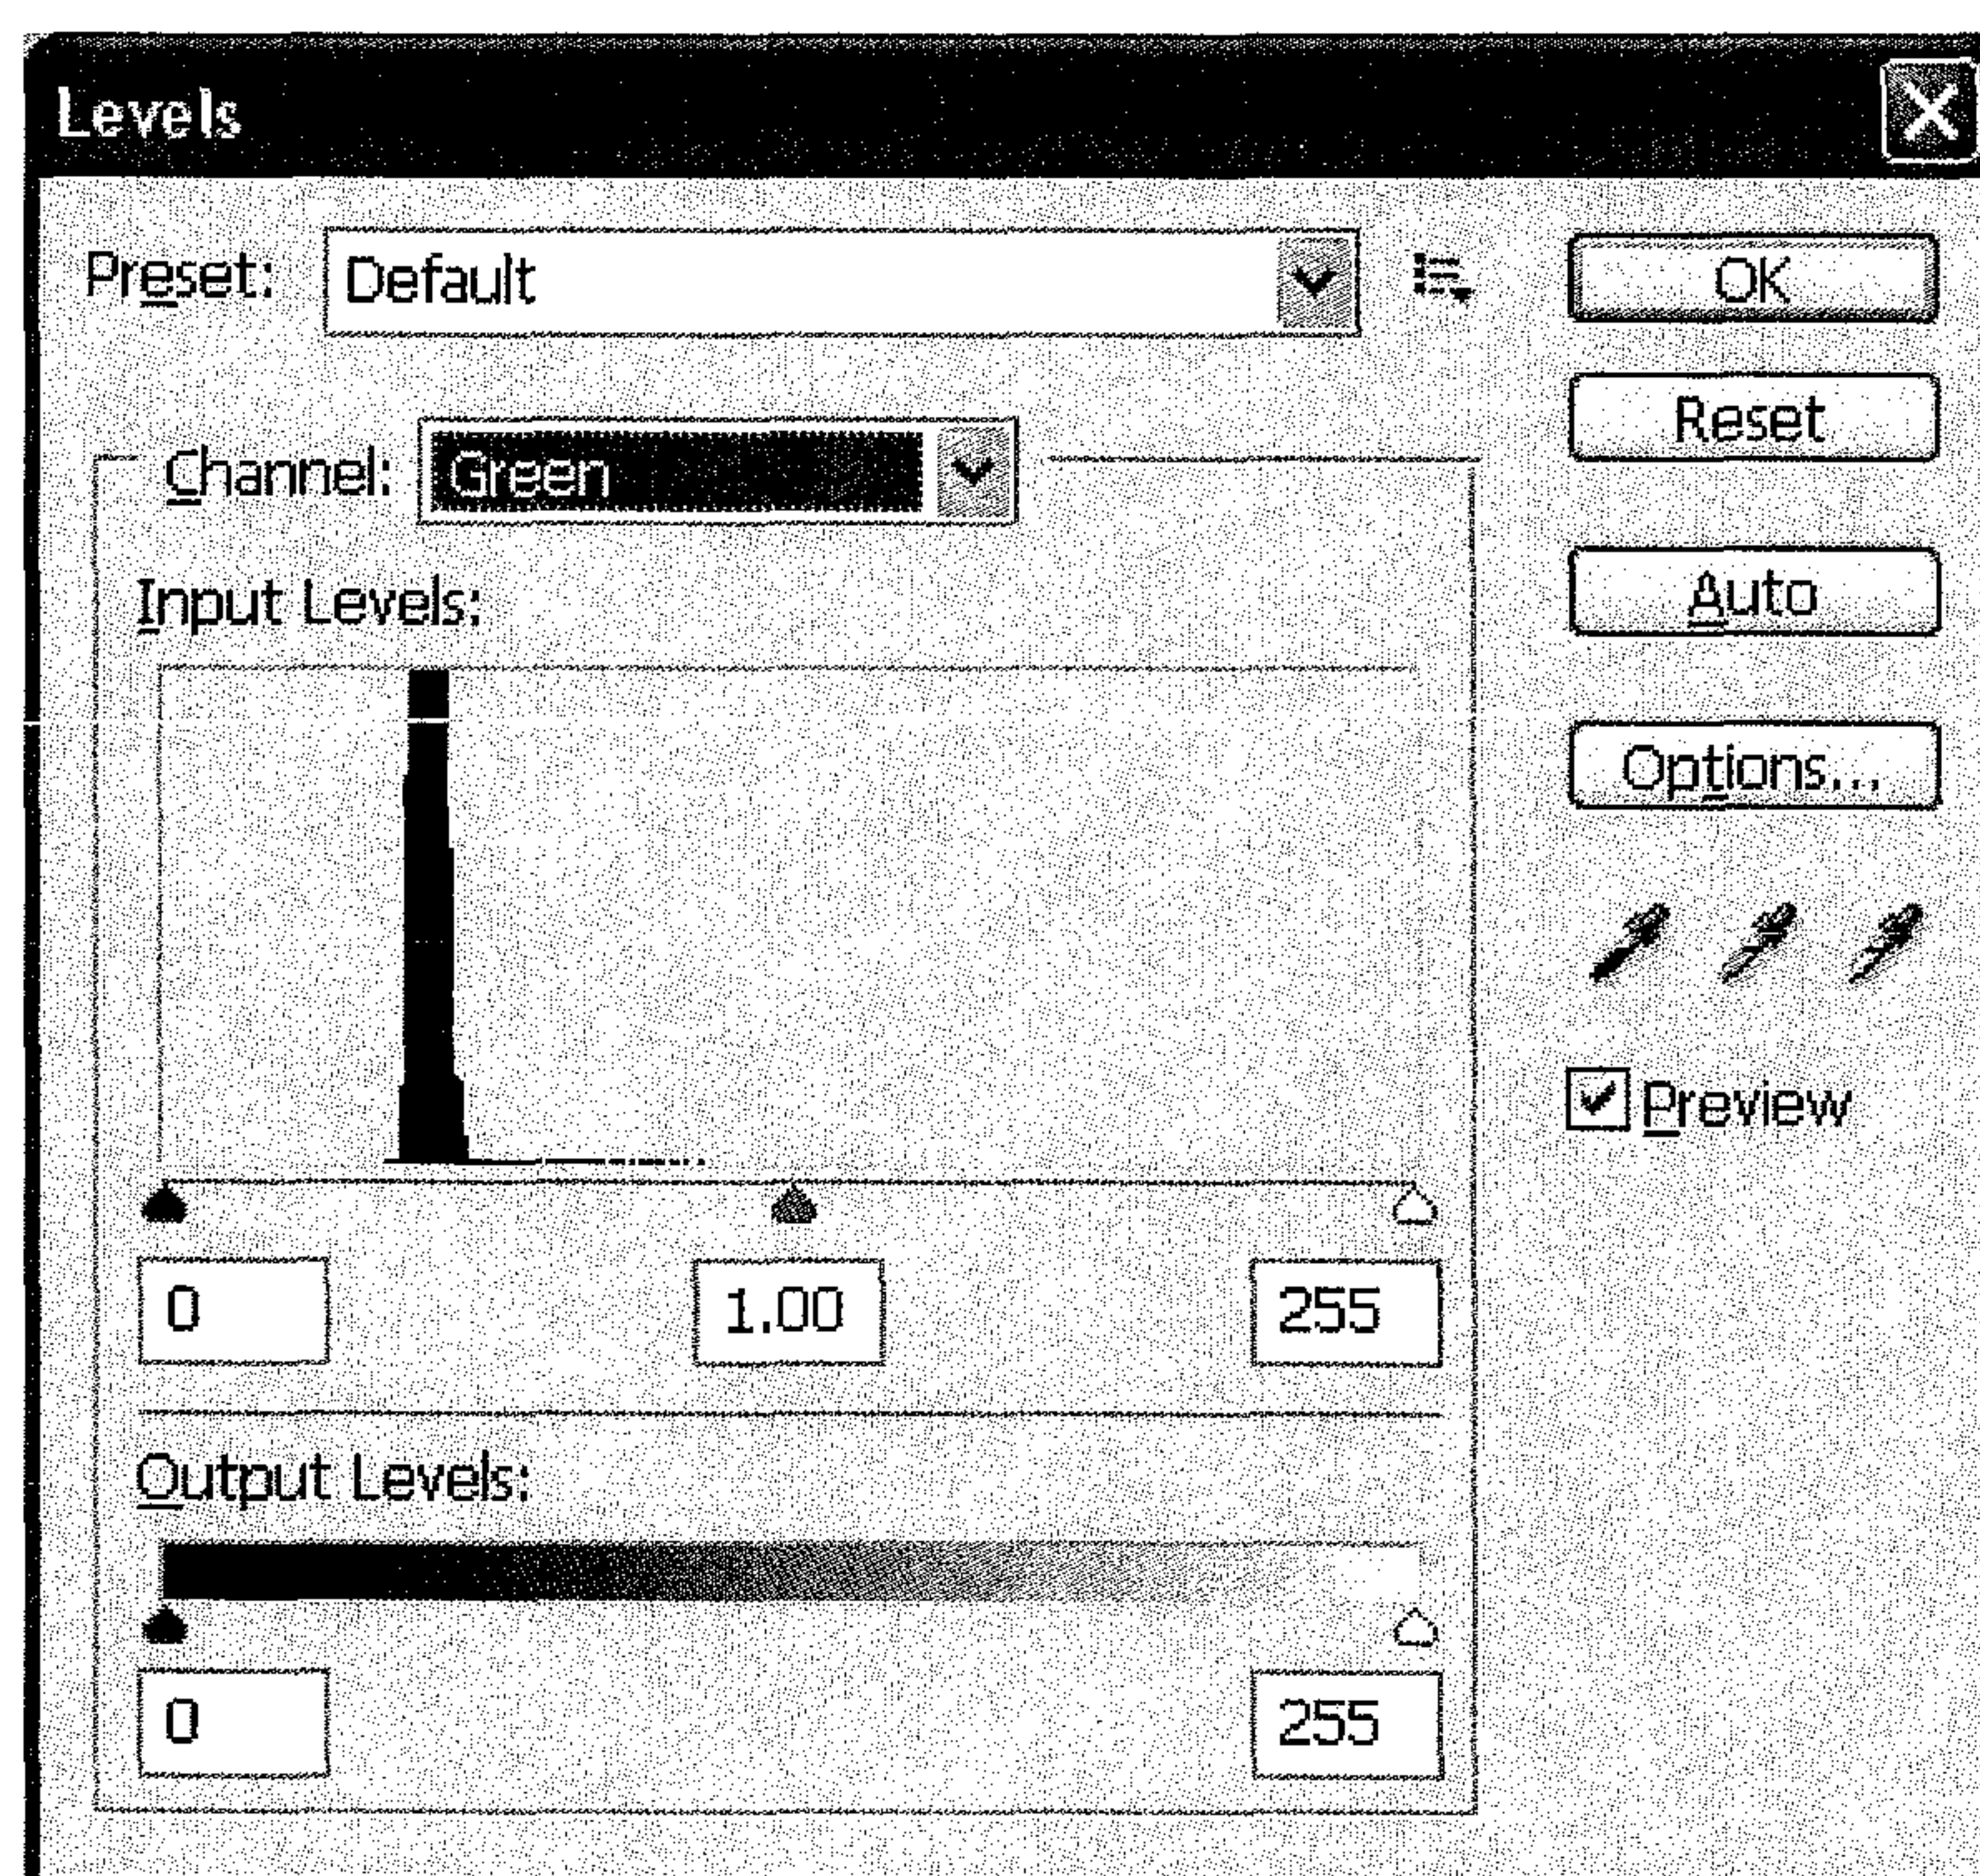 Levels
Preset: Default
OK
Reset
Channel: Green
Auto
Input Levels:
Options...
Preview
0 1.00 255
Output Levels:
0 255